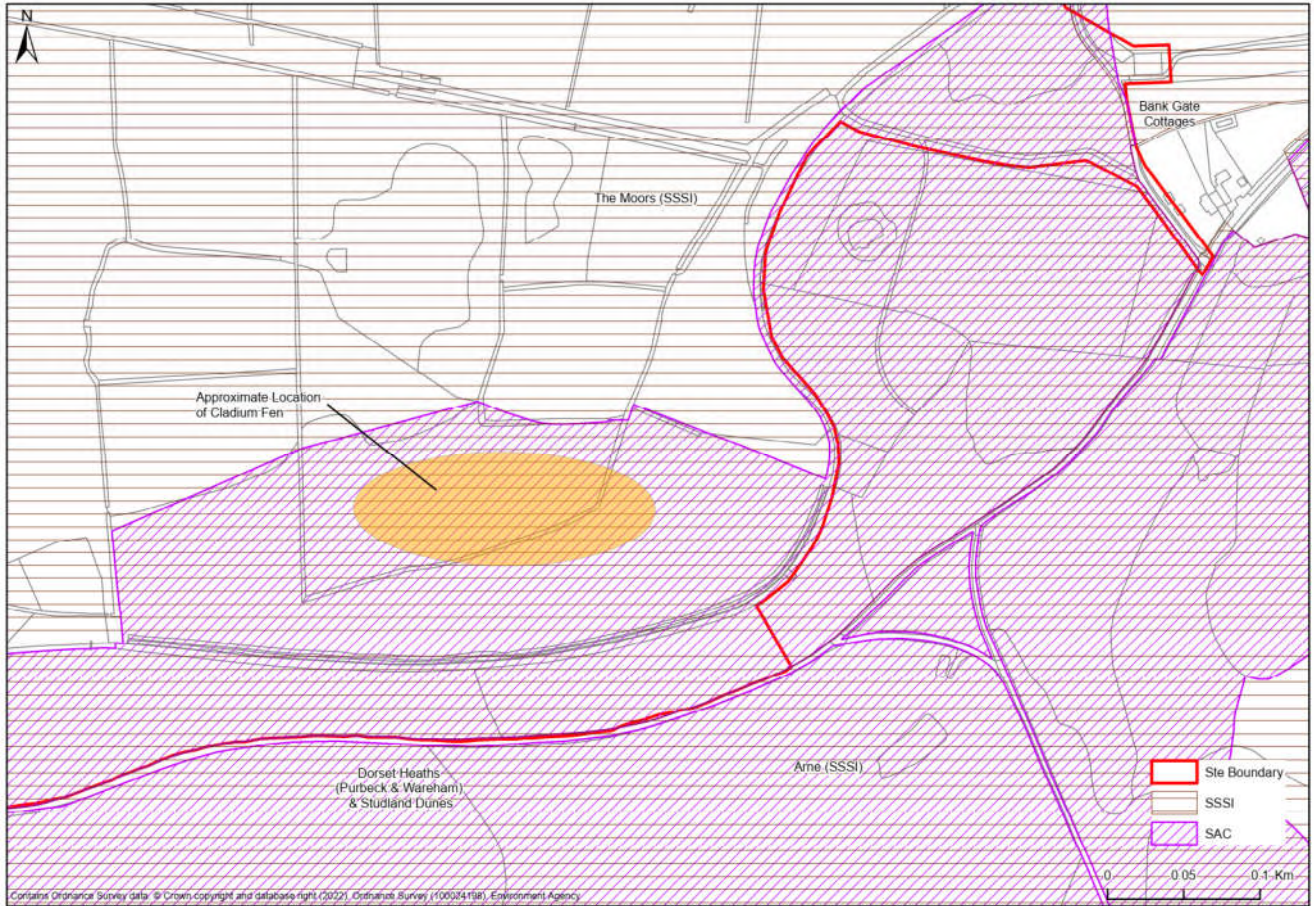 N
Bank Gate
Cottages
The Moors (SSSI)
Approximate Location
of Cladium Fen
Dorset Heaths
(Purbeck & Wareham)
& Studland Dunes
Arne (SSSI)
Ste Boundary
SSSI
SAC
0 0.05 0.1 Km
Contains Ordnance Survey data. © Crown copyright and database right (2022). Ordnance Survey (100024198). Environment Agency